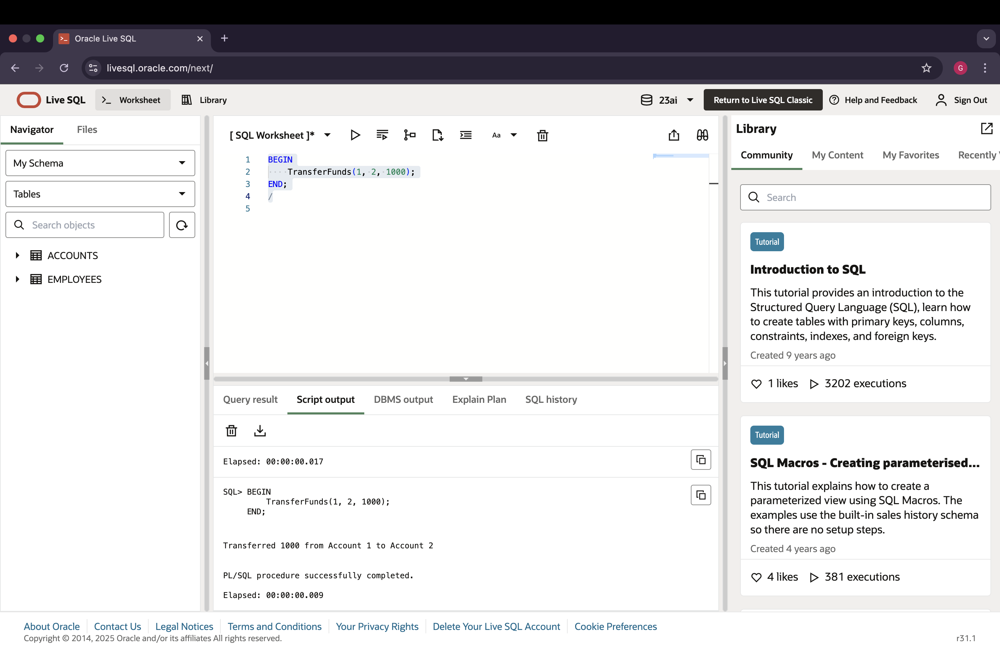 Oracle Live SQL
livesql.oracle.com/next/
G
Live SQL
>_ Worksheet
Library
23ai
Return to Live SQL Classic
Help and Feedback
Sign Out
Navigator
Files
My Schema
Tables
Search objects
ACCOUNTS
EMPLOYEES
[ SQL Worksheet ]*
Aa
1 BEGIN
2 ····TransferFunds(1,·2,·1000);
3 END;
4 /
5
Query result
Script output
DBMS output
Explain Plan
SQL history
Elapsed: 00:00:00.017
SQL> BEGIN
TransferFunds(1, 2, 1000);
END;
Transferred 1000 from Account 1 to Account 2
PL/SQL procedure successfully completed.
Elapsed: 00:00:00.009
Library
Community
My Content
My Favorites
Recently
Search
Tutorial
Introduction to SQL
This tutorial provides an introduction to the
Structured Query Language (SQL), learn how
to create tables with primary keys, columns,
constraints, indexes, and foreign keys.
Created 9 years ago
1 likes
3202 executions
Tutorial
SQL Macros - Creating parameterised...
This tutorial explains how to create a
parameterized view using SQL Macros. The
examples use the built-in sales history schema
so there are no setup steps.
Created 4 years ago
4 likes
381 executions
About Oracle
Contact Us
Legal Notices
Terms and Conditions
Your Privacy Rights
Delete Your Live SQL Account
Cookie Preferences
Copyright © 2014, 2025 Oracle and/or its affiliates All rights reserved.
r31.1